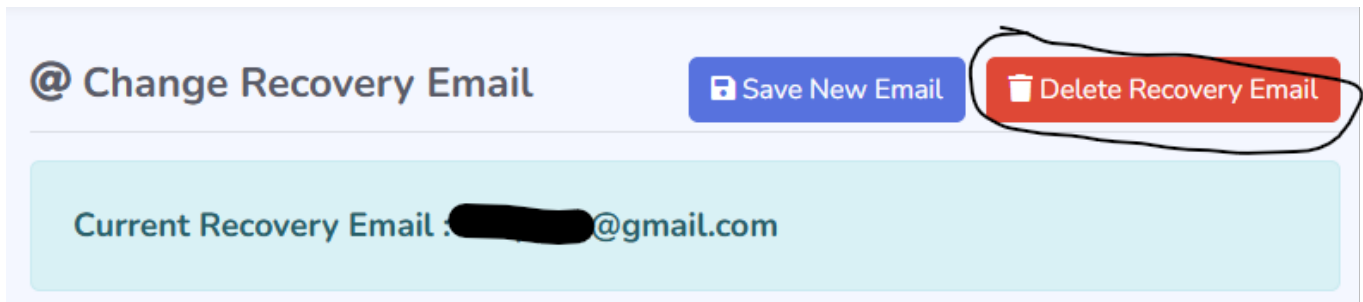 @ Change Recovery Email
Save New Email
Delete Recovery Email
Current Recovery Email : @gmail.com